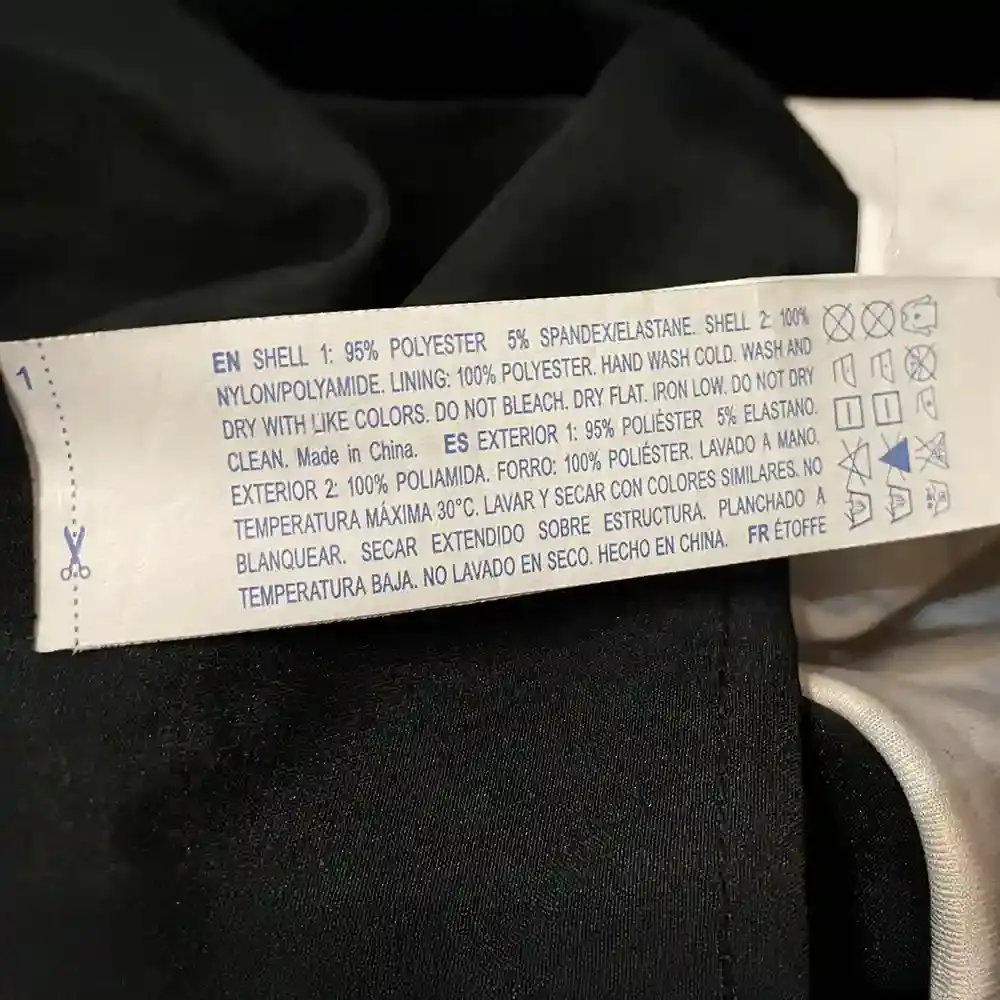 1
EN SHELL 1: 95% POLYESTER 5% SPANDEX/ELASTANE. SHELL 2: 100%
NYLON/POLYAMIDE. LINING: 100% POLYESTER. HAND WASH COLD. WASH AND
DRY WITH LIKE COLORS. DO NOT BLEACH. DRY FLAT. IRON LOW. DO NOT DRY
CLEAN. Made in China. ES EXTERIOR 1: 95% POLIÉSTER 5% ELASTANO.
EXTERIOR 2: 100% POLIAMIDA. FORRO: 100% POLIÉSTER. LAVADO A MANO.
TEMPERATURA MÁXIMA 30°C. LAVAR Y SECAR CON COLORES SIMILARES. NO
BLANQUEAR. SECAR EXTENDIDO SOBRE ESTRUCTURA. PLANCHADO A
TEMPERATURA BAJA. NO LAVADO EN SECO. HECHO EN CHINA. FR ÉTOFFE